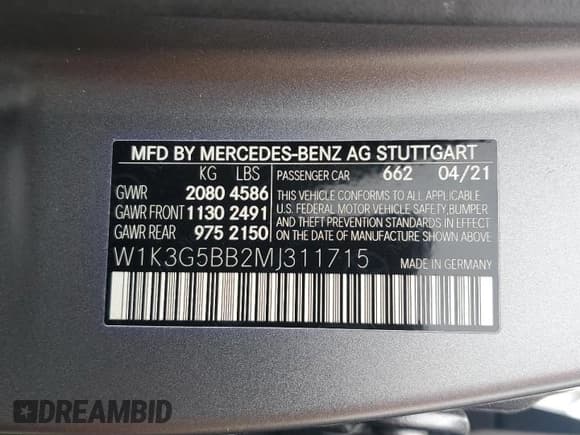 MFD BY MERCEDES-BENZ AG STUTTGART
KG LBS PASSENGER CAR 662 04/21
GVWR 2080 4586
GAWR FRONT 1130 2491
GAWR REAR 975 2150
THIS VEHICLE CONFORMS TO ALL APPLICABLE
U.S. FEDERAL MOTOR VEHICLE SAFETY, BUMPER
AND THEFT PREVENTION STANDARDS IN EFFECT
ON THE DATE OF MANUFACTURE SHOWN ABOVE
W1K3G5BB2MJ311715 MADE IN GERMANY
DREAMBID